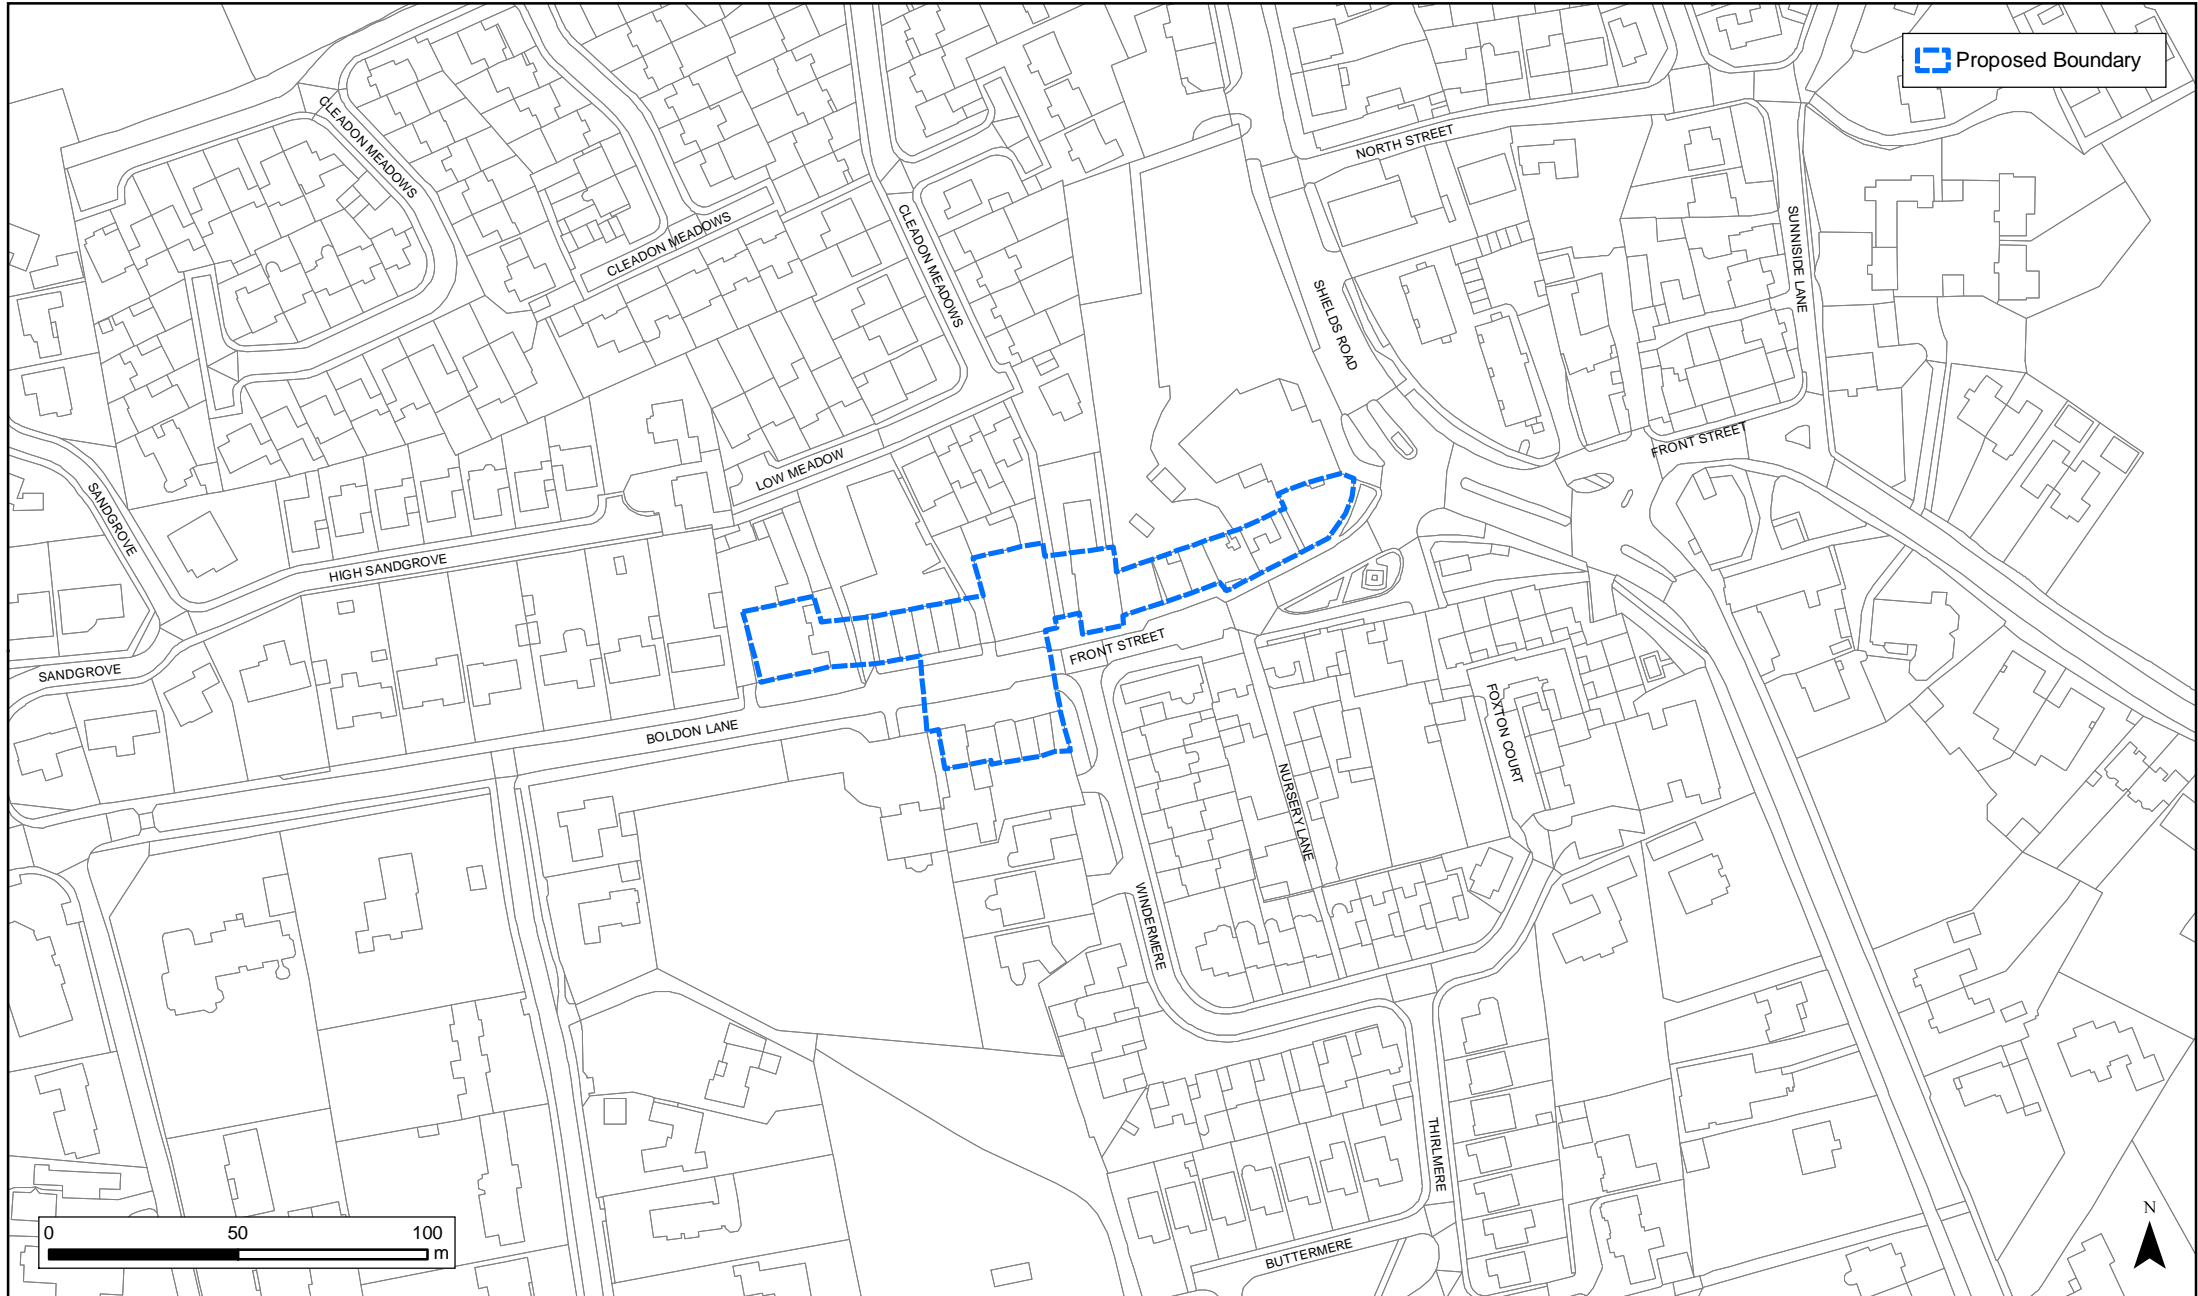 Proposed Boundary
CLEADON MEADOWS
NORTH STREET
CLEADON MEADOWS
CLEADON MEADOWS
SUNNISIDE LANE
SHIELDS ROAD
FRONT STREET
LOW MEADOW
SANDGROVE
HIGH SANDGROVE
FRONT STREET
SANDGROVE
BOLDON LANE
FOXTON COURT
NURSERY LANE
WINDERMERE
THIRLMERE
BUTTERMERE
0 50 100
m
N